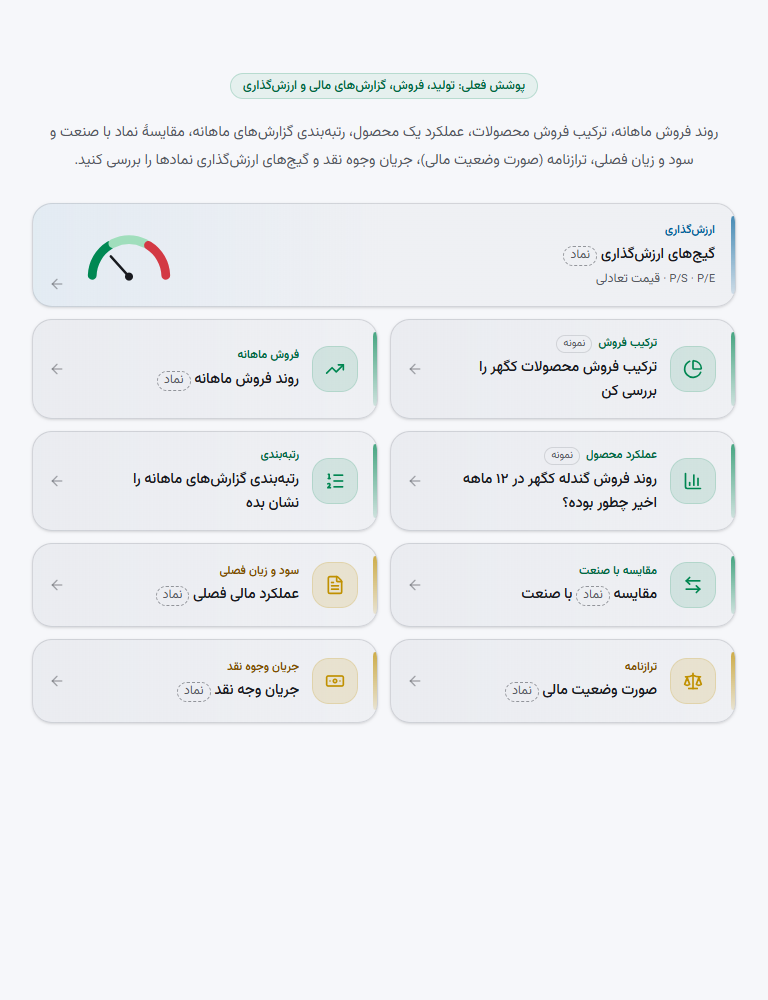 پوشش فعلی: تولید، فروش، گزارش‌های مالی و ارزش‌گذاری
روند فروش ماهانه، ترکیب فروش محصولات، عملکرد یک محصول، رتبه‌بندی گزارش‌های ماهانه، مقایسهٔ نماد با صنعت و
سود و زیان فصلی، ترازنامه (صورت وضعیت مالی)، جریان وجوه نقد و گیج‌های ارزش‌گذاری نمادها را بررسی کنید.
ارزش‌گذاری
گیج‌های ارزش‌گذاری نماد
P/S · P/E · قیمت تعادلی
ترکیب فروش نمونه
ترکیب فروش محصولات کگهر را
بررسی کن
فروش ماهانه
روند فروش ماهانه نماد
عملکرد محصول نمونه
روند فروش گندله کگهر در ۱۲ ماهه
اخیر چطور بوده؟
رتبه‌بندی
رتبه‌بندی گزارش‌های ماهانه را
نشان بده
مقایسه با صنعت
مقایسه نماد با صنعت
سود و زیان فصلی
عملکرد مالی فصلی نماد
ترازنامه
صورت وضعیت مالی نماد
جریان وجوه نقد
جریان وجه نقد نماد